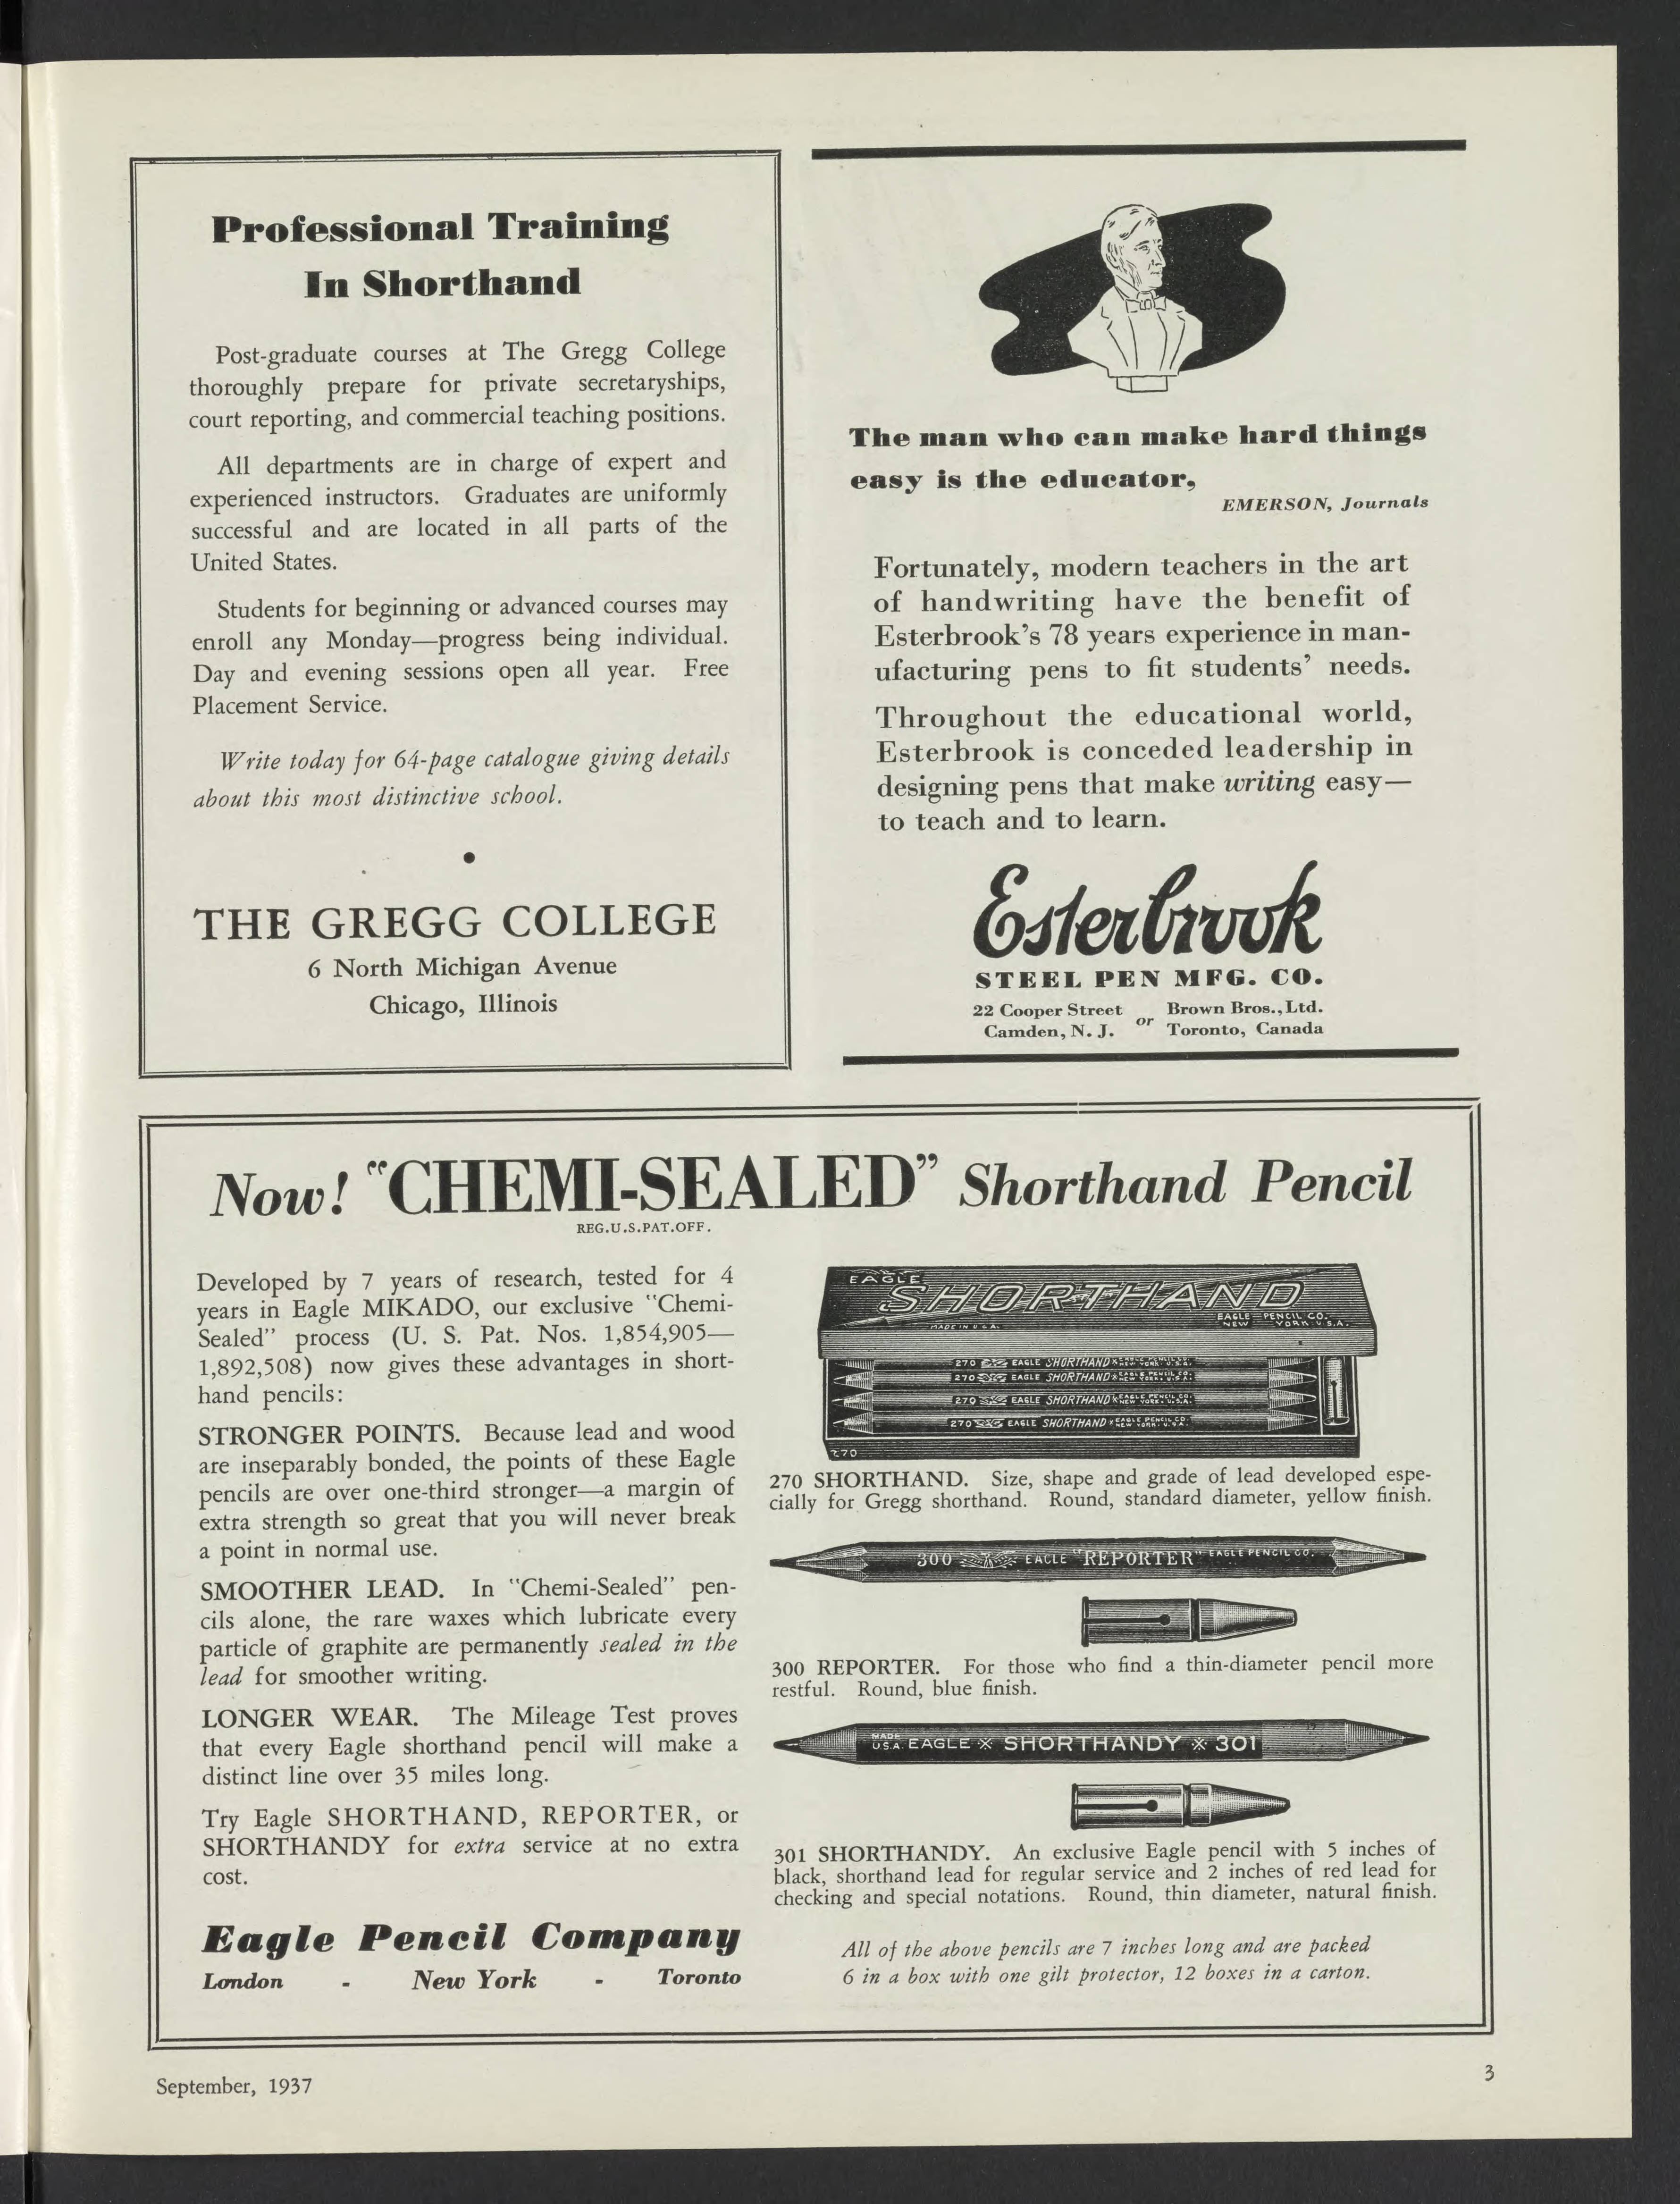 Professional Training
In Shorthand
Post-graduate courses at The Gregg College
thoroughly prepare for private secretaryships,
court reporting, and commercial teaching positions.
All departments are in charge of expert and
experienced instructors. Graduates are uniformly
successful and are located in all parts of the
United States.
Students for beginning or advanced courses may
enroll any Monday—progress being individual.
Day and evening sessions open all year. Free
Placement Service.
Write today for 64-page catalogue giving details
about this most distinctive school.
•
THE GREGG COLLEGE
6 North Michigan Avenue
Chicago, Illinois
The man who can make hard things
easy is the educator,
EMERSON, Journals
Fortunately, modern teachers in the art
of handwriting have the benefit of
Esterbrook's 78 years experience in man-
ufacturing pens to fit students' needs.
Throughout the educational world,
Esterbrook is conceded leadership in
designing pens that make writing easy—
to teach and to learn.
Esterbrook
STEEL PEN MFG. CO.
22 Cooper Street or Brown Bros., Ltd.
Camden, N. J. Toronto, Canada
Now! "CHEMI-SEALED" Shorthand Pencil
REG.U.S.PAT.OFF.
Developed by 7 years of research, tested for 4
years in Eagle MIKADO, our exclusive "Chemi-
Sealed" process (U. S. Pat. Nos. 1,854,905—
1,892,508) now gives these advantages in short-
hand pencils:
STRONGER POINTS. Because lead and wood
are inseparably bonded, the points of these Eagle
pencils are over one-third stronger—a margin of
extra strength so great that you will never break
a point in normal use.
SMOOTHER LEAD. In "Chemi-Sealed" pen-
cils alone, the rare waxes which lubricate every
particle of graphite are permanently sealed in the
lead for smoother writing.
LONGER WEAR. The Mileage Test proves
that every Eagle shorthand pencil will make a
distinct line over 35 miles long.
Try Eagle SHORTHAND, REPORTER, or
SHORTHANDY for extra service at no extra
cost.
Eagle Pencil Company
London - New York - Toronto
EAGLE
SHORTHAND
MADE IN U.S.A.
EAGLE PENCIL CO.
NEW YORK U.S.A.
270 EAGLE SHORTHAND EAGLE PENCIL CO. NEW YORK. U.S.A.
270 EAGLE SHORTHAND EAGLE PENCIL CO. NEW YORK. U.S.A.
270 EAGLE SHORTHAND EAGLE PENCIL CO. NEW YORK. U.S.A.
270 EAGLE SHORTHAND EAGLE PENCIL CO. NEW YORK. U.S.A.
270
270 SHORTHAND. Size, shape and grade of lead developed espe-
cially for Gregg shorthand. Round, standard diameter, yellow finish.
300 EAGLE "REPORTER" EAGLE PENCIL CO.
300 REPORTER. For those who find a thin-diameter pencil more
restful. Round, blue finish.
MADE U.S.A. EAGLE SHORTHANDY 301
301 SHORTHANDY. An exclusive Eagle pencil with 5 inches of
black, shorthand lead for regular service and 2 inches of red lead for
checking and special notations. Round, thin diameter, natural finish.
All of the above pencils are 7 inches long and are packed
6 in a box with one gilt protector, 12 boxes in a carton.
September, 1937
3